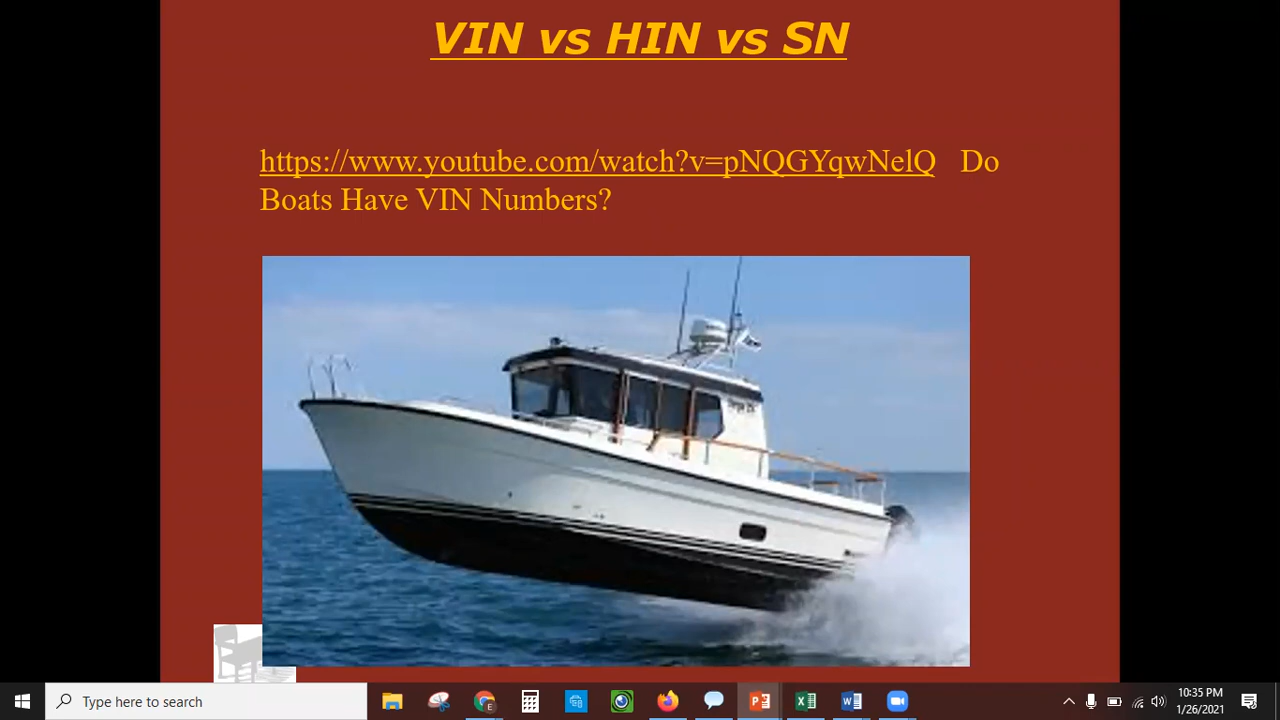 VIN vs HIN vs SN
https://www.youtube.com/watch?v=pNQGYqwNelQ Do
Boats Have VIN Numbers?
Type here to search
10:35 PM
1/26/2021